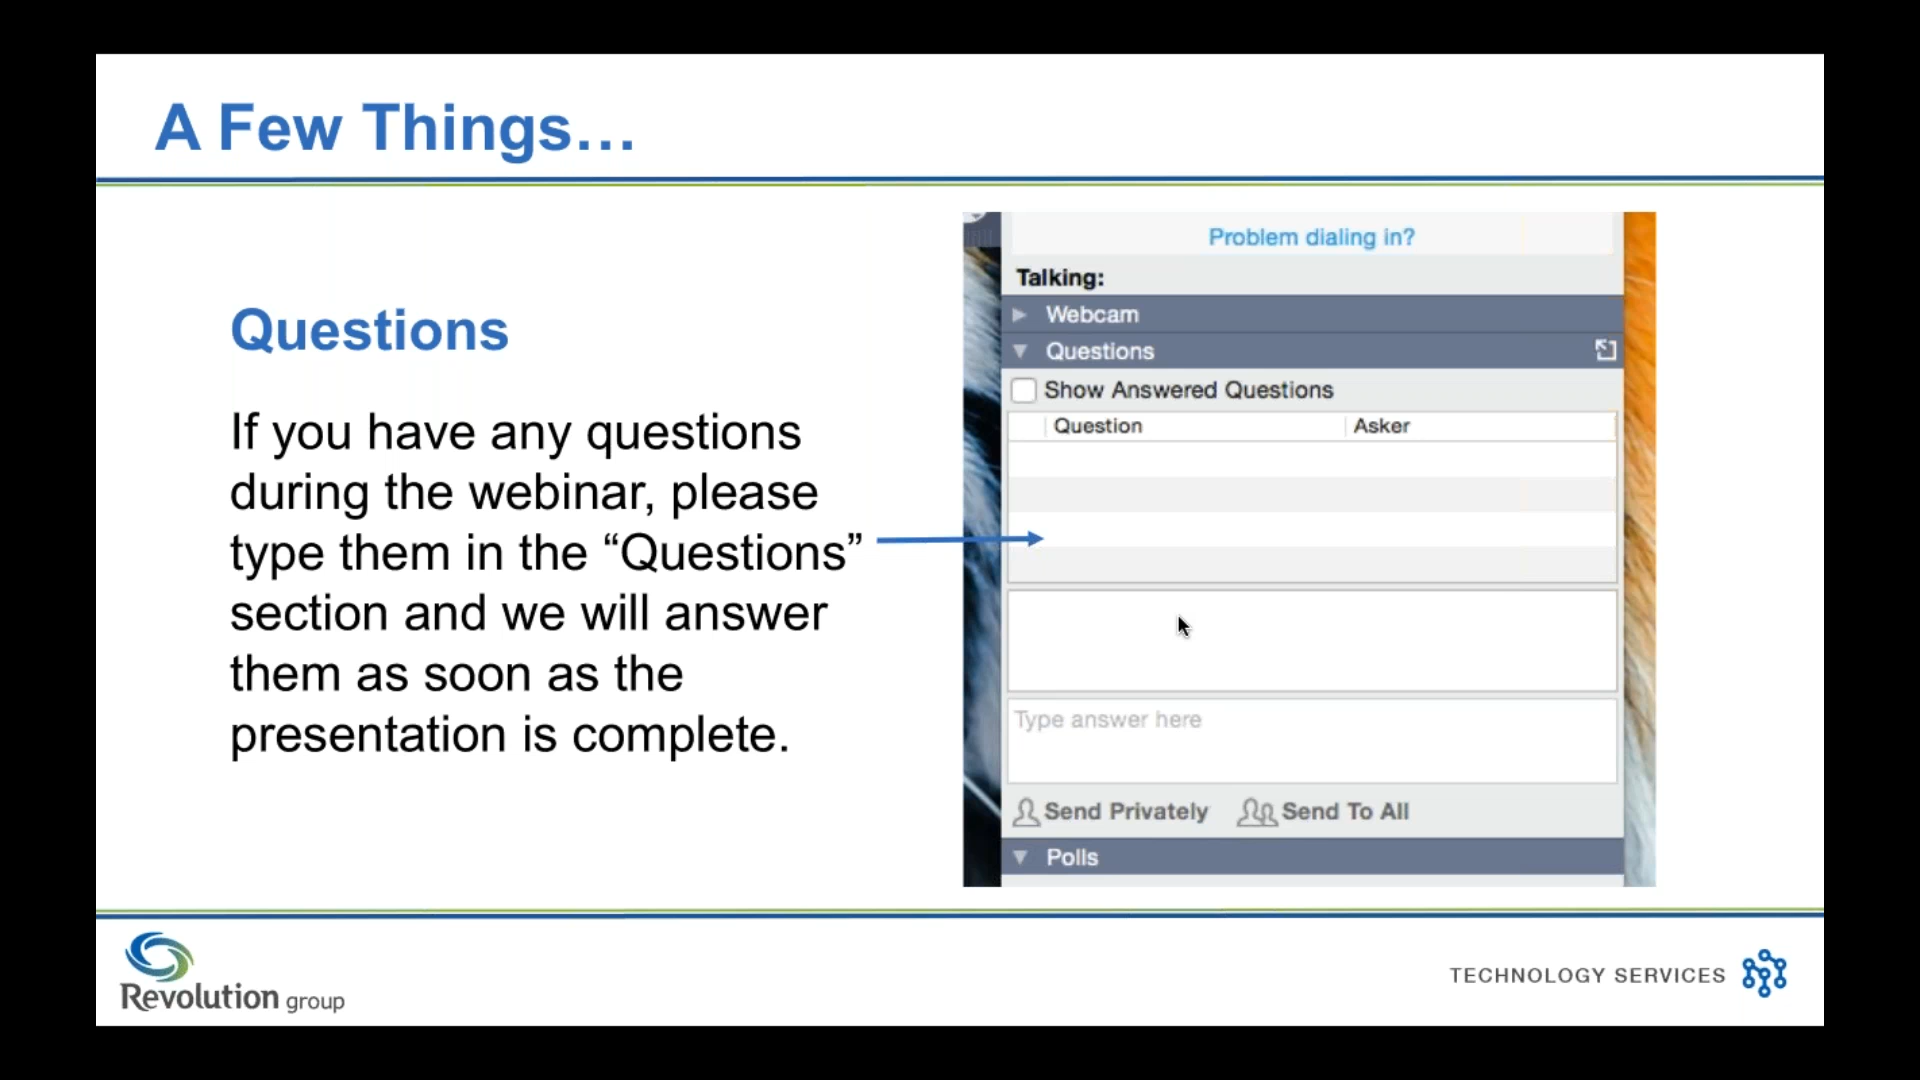 A Few Things…
Questions
If you have any questions
during the webinar, please
type them in the “Questions”
section and we will answer
them as soon as the
presentation is complete.
Problem dialing in?
Talking:
Webcam
Questions
Show Answered Questions
Question Asker
Type answer here
Send Privately Send To All
Polls
Revolution group
TECHNOLOGY SERVICES